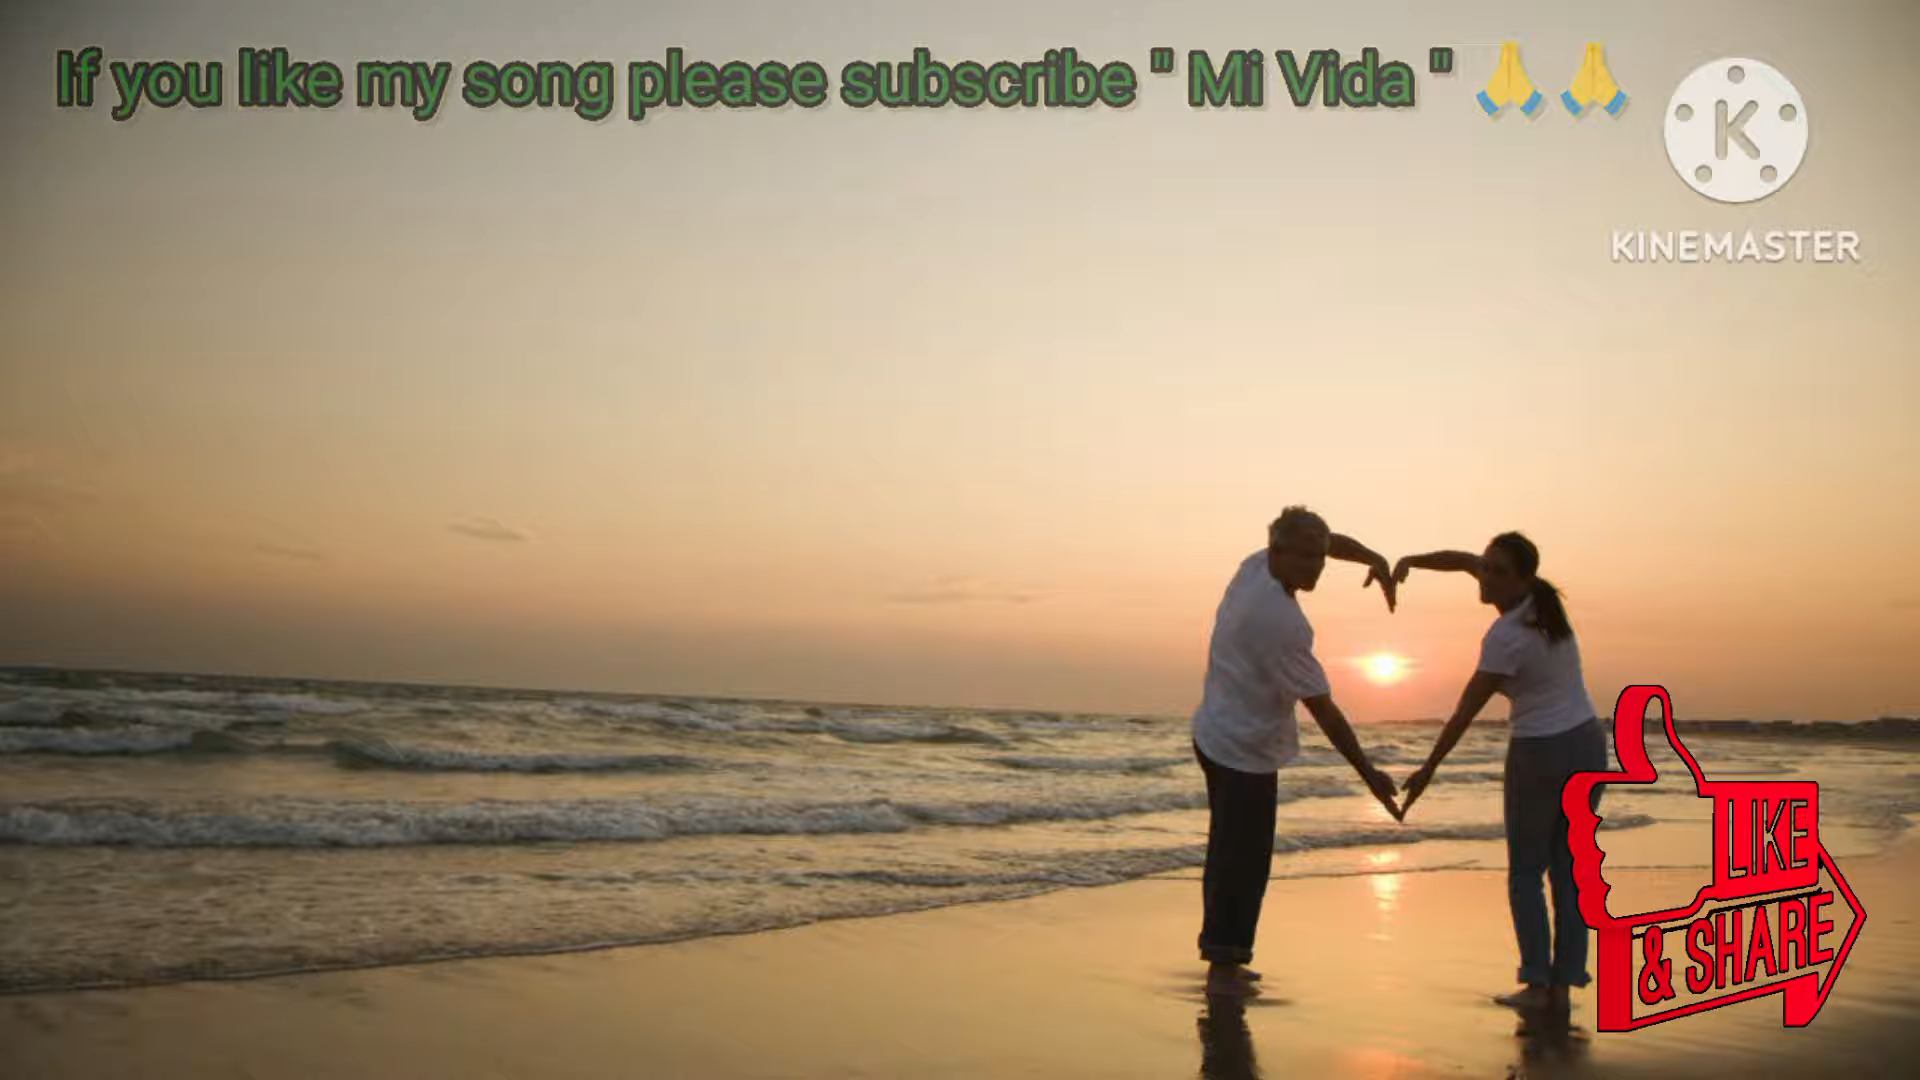 If you like my song please subscribe " Mi Vida " 🙏 🙏
K
KINEMASTER
LIKE
& SHARE